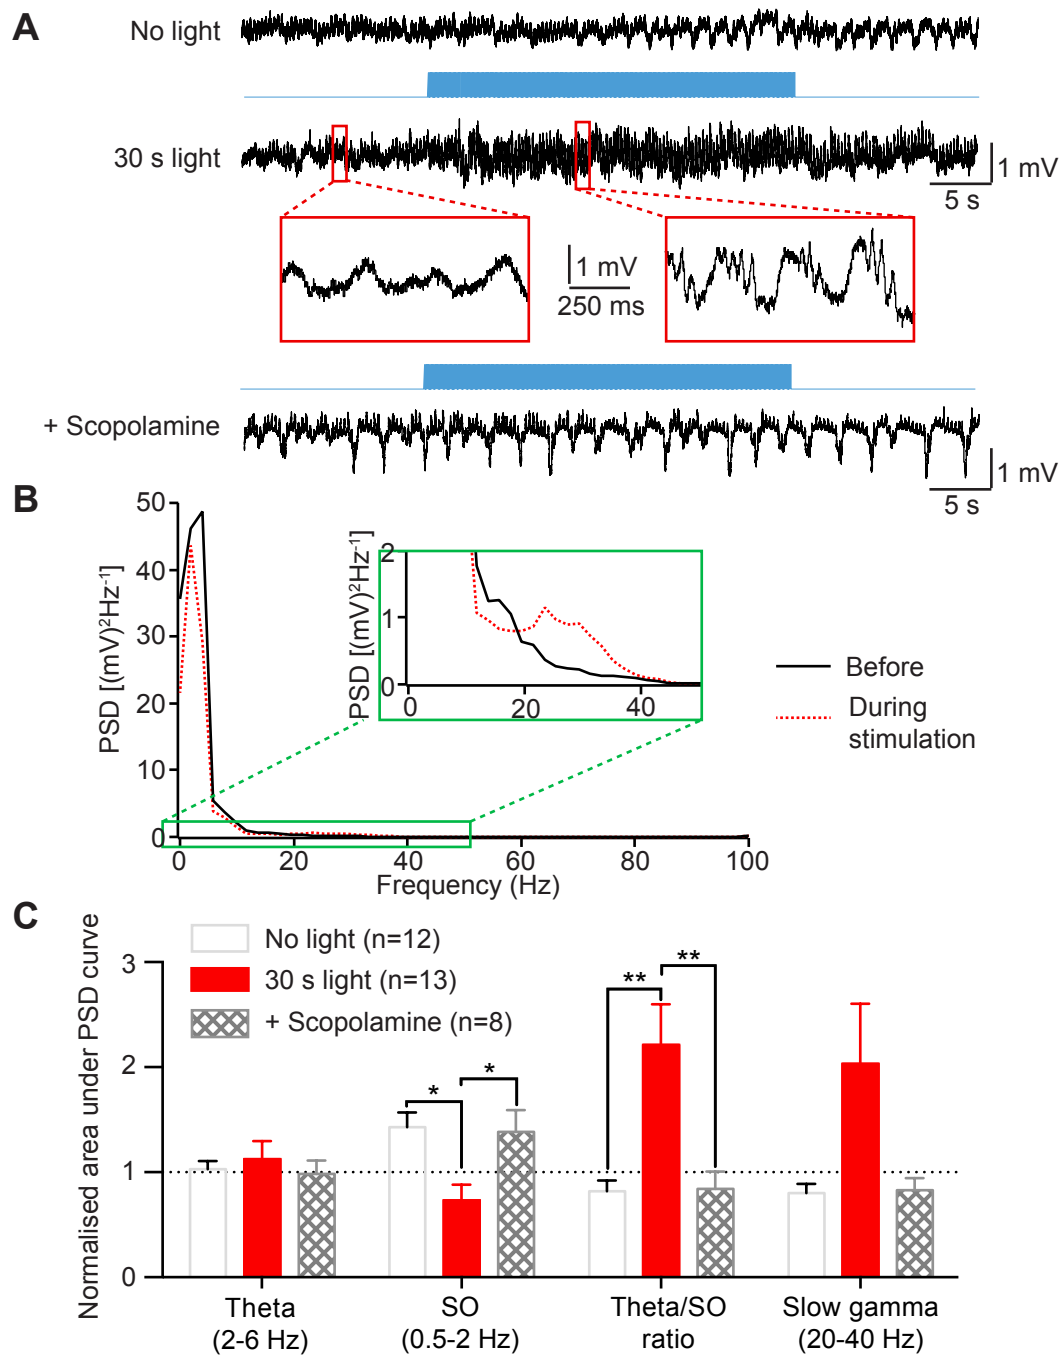 A
No light
30 s light
1 mV
5 s
1 mV
250 ms
+ Scopolamine
1 mV
5 s
B
PSD [(mV)²Hz⁻¹]
50
40
30
20
10
0
0 20 40 60 80 100
Frequency (Hz)
PSD [(mV)²Hz⁻¹]
2
1
0
0 20 40
Before
During
stimulation
C
Normalised area under PSD curve
No light (n=12)
30 s light (n=13)
+ Scopolamine (n=8)
3
2
1
0
* *
** **
Theta
(2-6 Hz)
SO
(0.5-2 Hz)
Theta/SO
ratio
Slow gamma
(20-40 Hz)